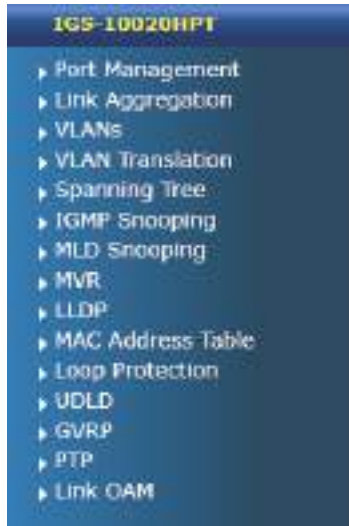 IGS-10020HPT
Port Management
Link Aggregation
VLANs
VLAN Translation
Spanning Tree
IGMP Snooping
MLD Snooping
MVR
LLDP
MAC Address Table
Loop Protection
UDLD
GVRP
PTP
Link OAM